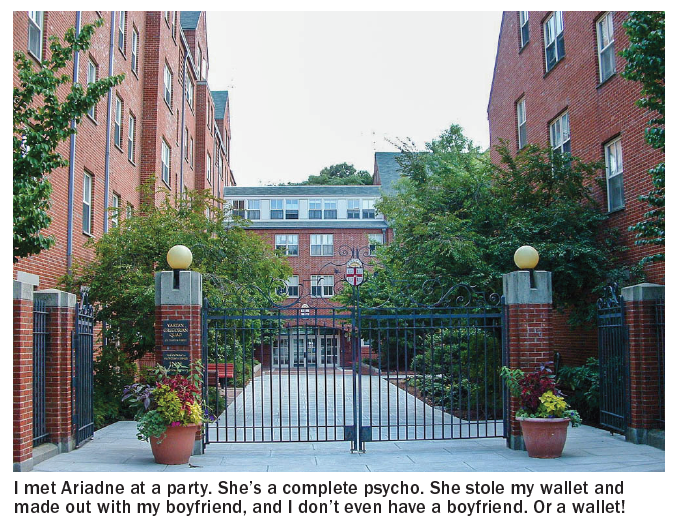 I met Ariadne at a party. She's a complete psycho. She stole my wallet and
made out with my boyfriend, and I don't even have a boyfriend. Or a wallet!